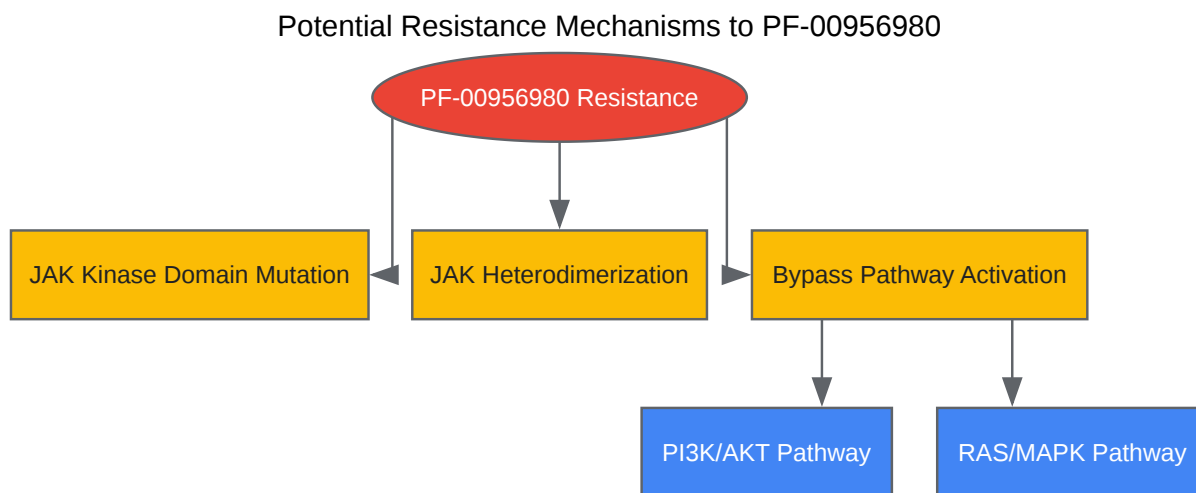 Potential Resistance Mechanisms to PF-00956980
PF-00956980 Resistance
JAK Kinase Domain Mutation
JAK Heterodimerization
Bypass Pathway Activation
PI3K/AKT Pathway
RAS/MAPK Pathway